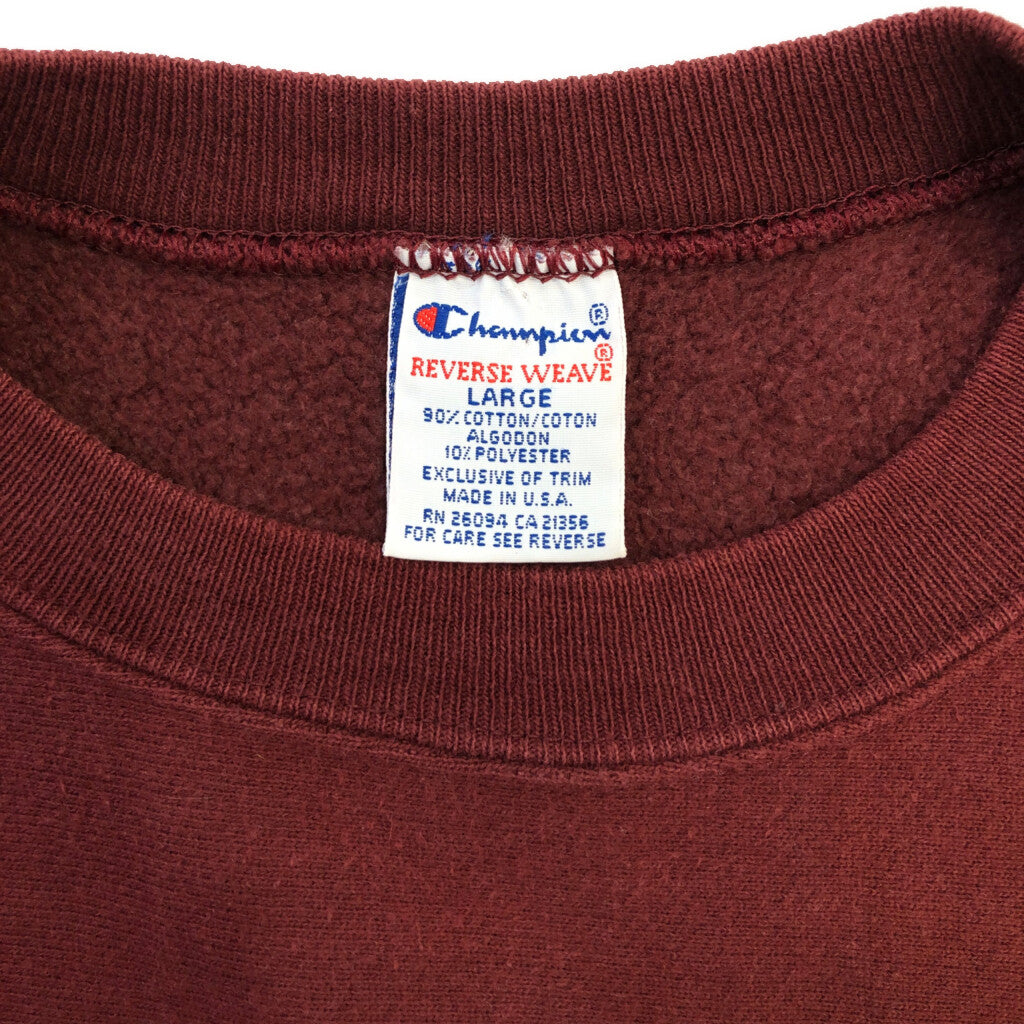 Champion®
REVERSE WEAVE®
LARGE
90% COTTON/COTON
ALGODON
10% POLYESTER
EXCLUSIVE OF TRIM
MADE IN U.S.A.
RN 26094 CA 21356
FOR CARE SEE REVERSE